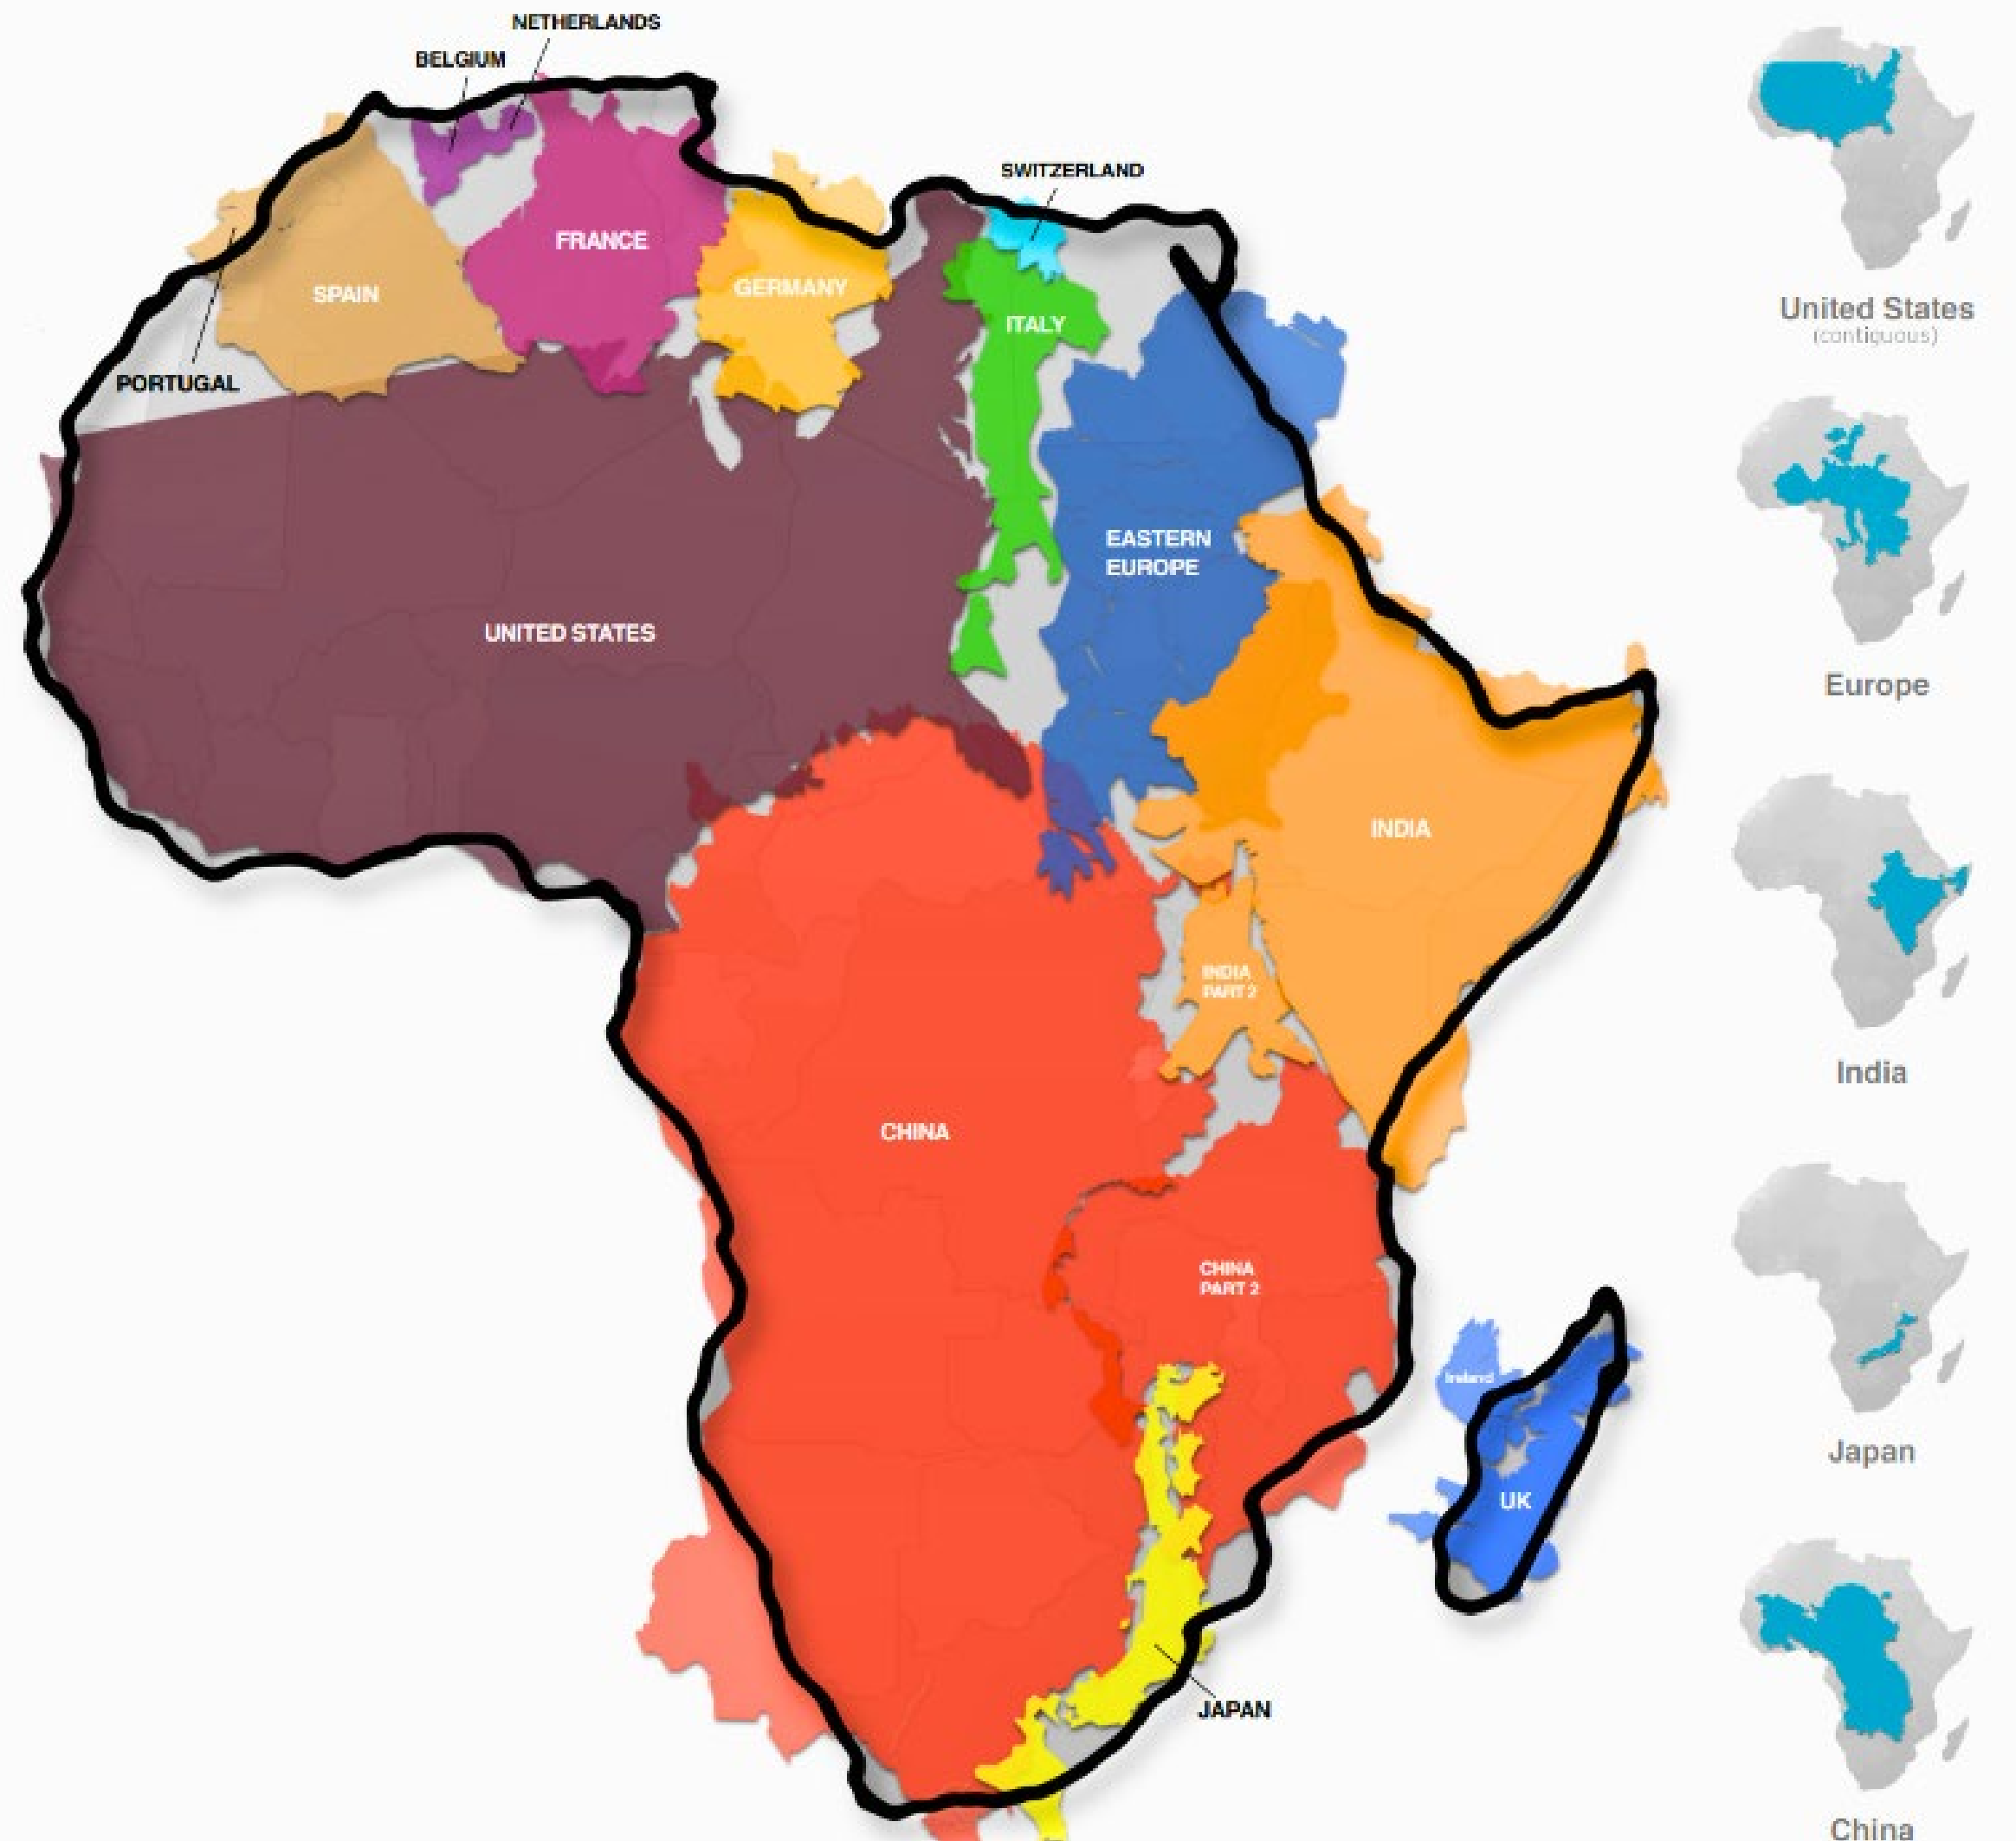 NETHERLANDS
BELGIUM
SWITZERLAND
FRANCE
GERMANY
SPAIN
ITALY
PORTUGAL
EASTERN
EUROPE
UNITED STATES
INDIA
INDIA
PART 2
CHINA
CHINA
PART 2
Ireland
UK
JAPAN
United States
(contiguous)
Europe
India
Japan
China